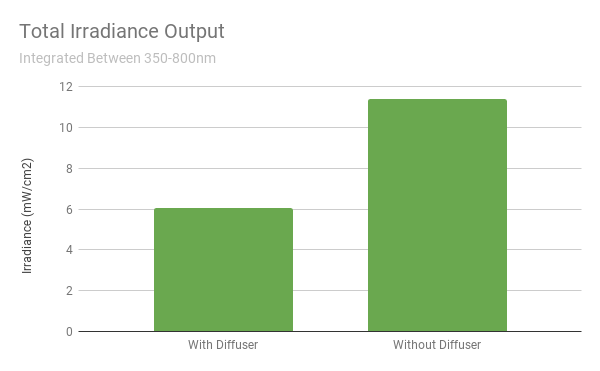 Total Irradiance Output
Integrated Between 350-800nm
Irradiance (mW/cm2)
12
10
8
6
4
2
0
With Diffuser
Without Diffuser